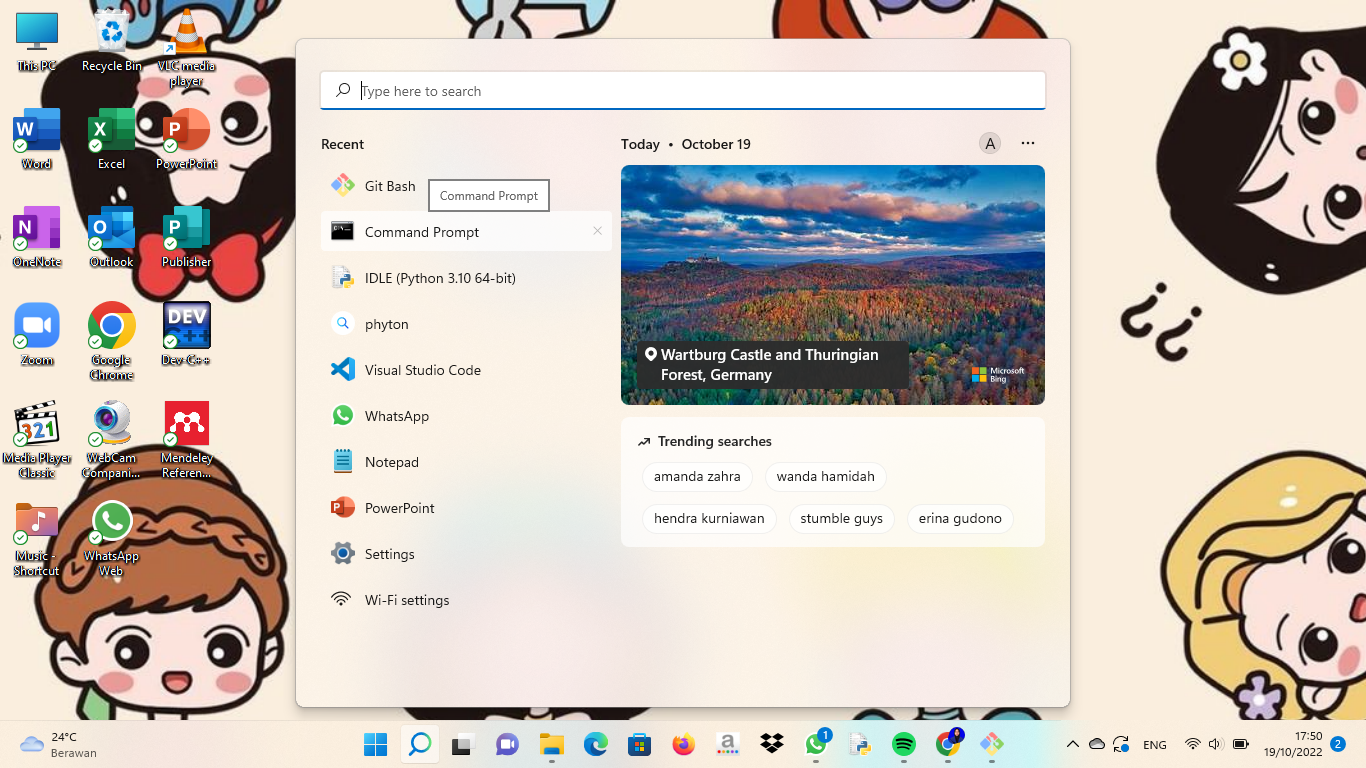 This PC
Recycle Bin
VLC media
player
Word
Excel
PowerPoint
OneNote
Outlook
Publisher
Zoom
Google
Chrome
Dev-C++
Media Player
Classic
WebCam
Compani...
Mendeley
Referen...
Music -
Shortcut
WhatsApp
Web
Type here to search
Recent
Git Bash
Command Prompt
Command Prompt
IDLE (Python 3.10 64-bit)
phyton
Visual Studio Code
WhatsApp
Notepad
PowerPoint
Settings
Wi-Fi settings
Today • October 19
A
Wartburg Castle and Thuringian
Forest, Germany
Microsoft
Bing
Trending searches
amanda zahra
wanda hamidah
hendra kurniawan
stumble guys
erina gudono
24°C
Berawan
1
ENG
17:50
19/10/2022
2